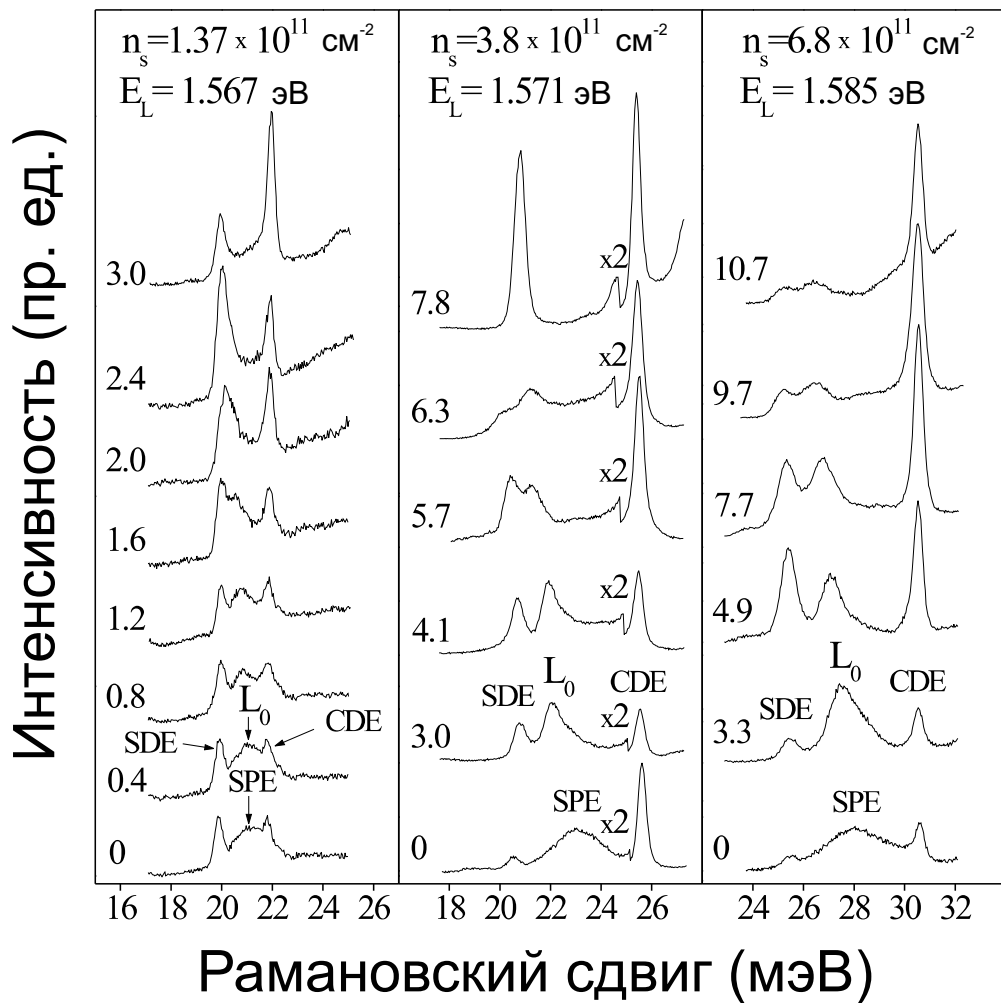 Интенсивность (пр. ед.)
n_s=1.37 x 10^11 см^-2
E_L = 1.567 эВ
3.0
2.4
2.0
1.6
1.2
0.8
L_0
SDE
CDE
0.4
SPE
0
16 18 20 22 24 26
n_s=3.8 x 10^11 см^-2
E_L = 1.571 эВ
x2
7.8
x2
6.3
x2
5.7
x2
4.1
L_0
SDE
CDE
x2
3.0
SPE
x2
0
18 20 22 24 26
n_s=6.8 x 10^11 см^-2
E_L = 1.585 эВ
10.7
9.7
7.7
4.9
L_0
CDE
SDE
3.3
SPE
0
24 26 28 30 32
Рамановский сдвиг (мэВ)